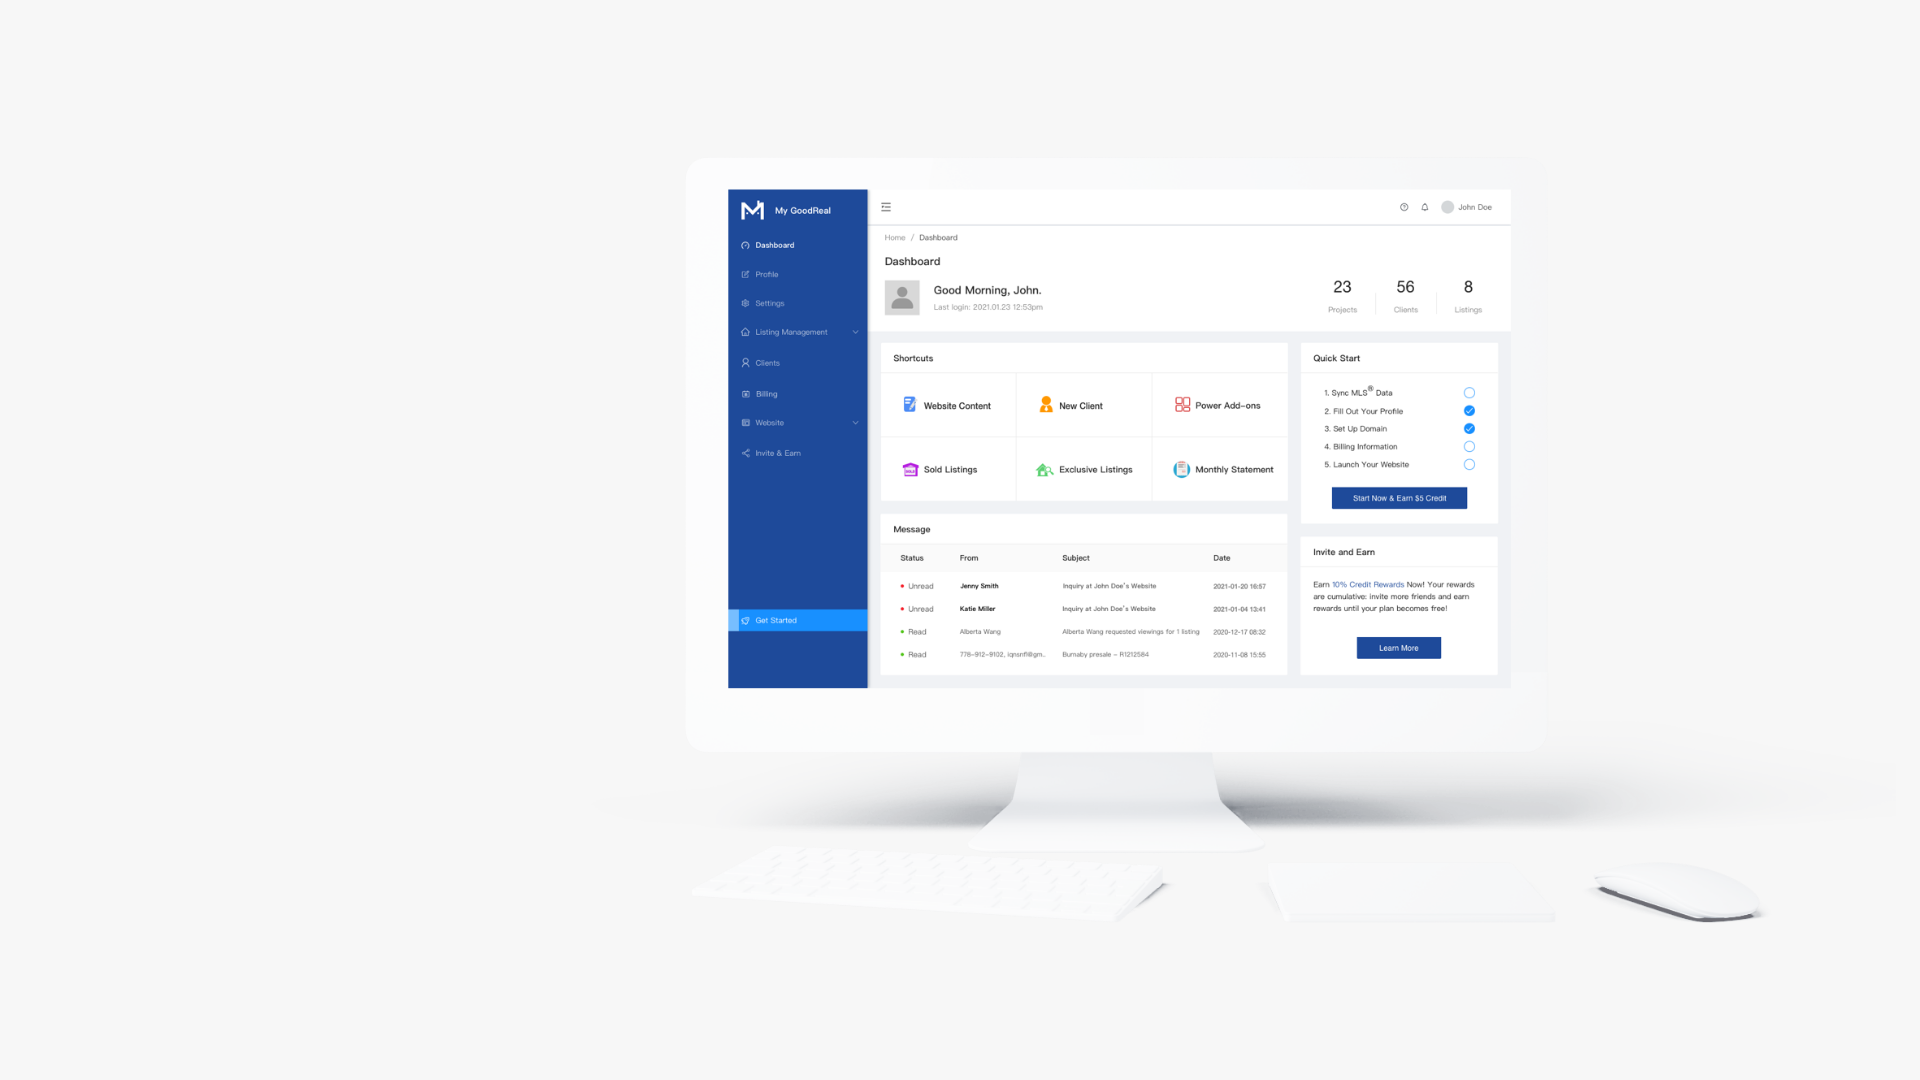 My GoodReal
Dashboard
Profile
Settings
Listing Management
Clients
Billing
Website
Invite & Earn
Get Started
John Doe
Home / Dashboard
Dashboard
Good Morning, John.
Last login: 2021.01.23 12:53pm
23 56 8
Projects Clients Listings
Shortcuts
Website Content New Client Power Add-ons
Sold Listings Exclusive Listings Monthly Statement
Message
Status From Subject Date
Unread Jenny Smith Inquiry at John Doe's Website 2021-01-20 16:57
Unread Katie Miller Inquiry at John Doe's Website 2021-01-04 13:41
Read Alberta Wang Alberta Wang requested viewings for 1 listing 2020-12-17 08:32
Read 778-912-9102, Burnaby presale - R1212564 2020-11-08 15:55
Quick Start
1. Sync MLS® Data
2. Fill Out Your Profile
3. Set Up Domain
4. Billing Information
5. Launch Your Website
Start Now & Earn $5 Credit
Invite and Earn
Earn 10% Credit Rewards Now! Your rewards
are cumulative: invite more friends and earn
rewards until your plan becomes free!
Learn More